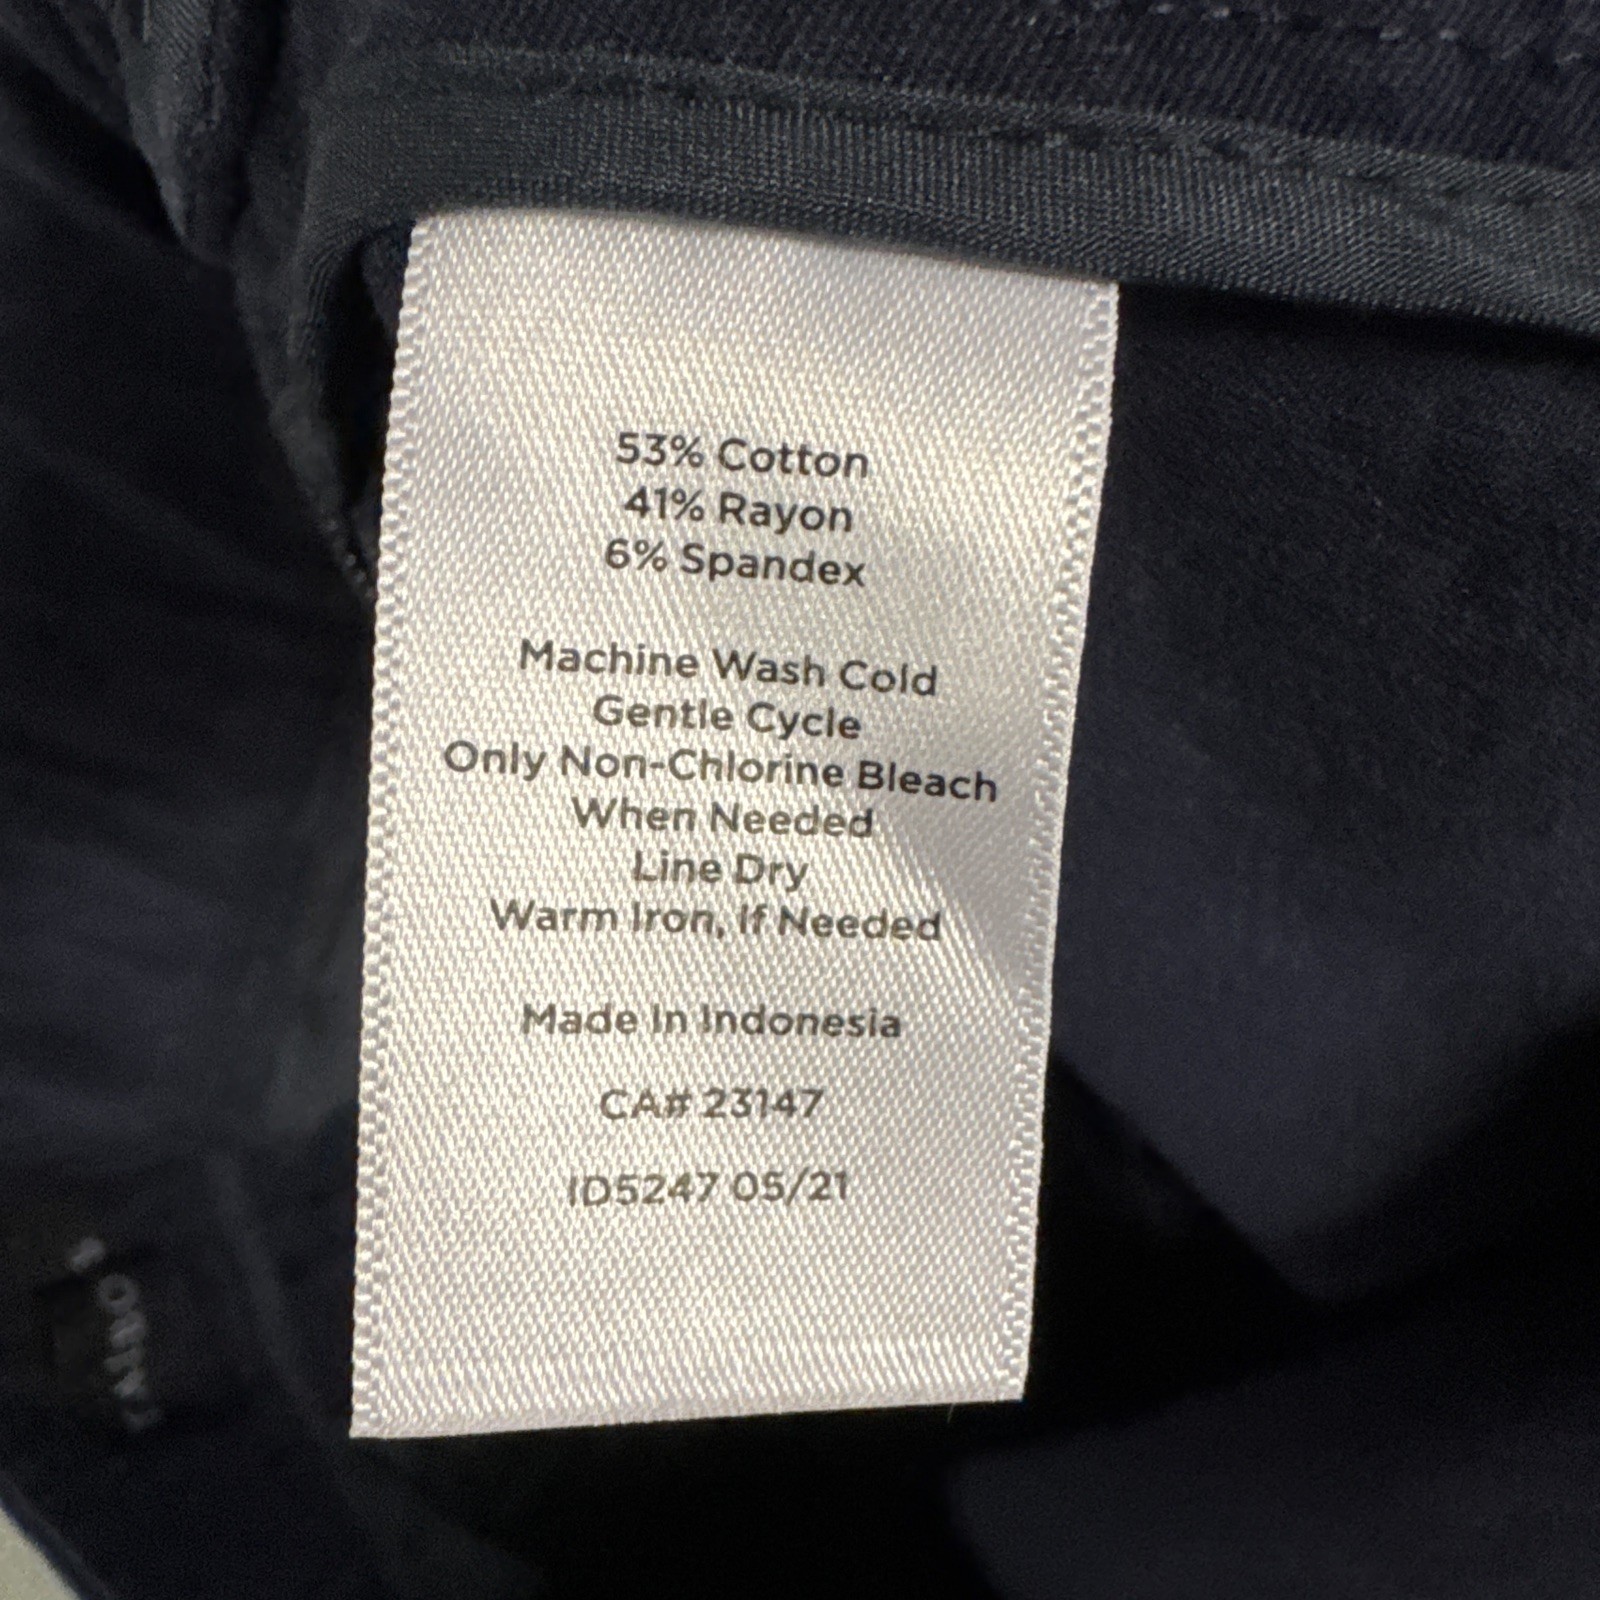 53% Cotton
41% Rayon
6% Spandex
Machine Wash Cold
Gentle Cycle
Only Non-Chlorine Bleach
When Needed
Line Dry
Warm Iron, If Needed
Made In Indonesia
CA# 23147
ID5247 05/21